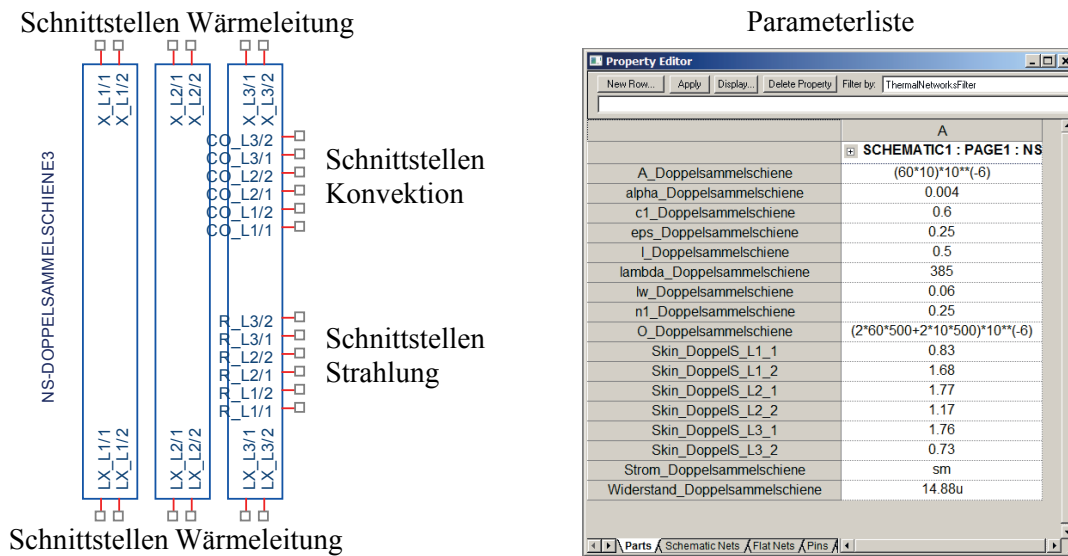 Schnittstellen Wärmeleitung
X_L1/1
X_L1/2
X_L2/1
X_L2/2
X_L3/1
X_L3/2
CO_L3/2
CO_L3/1
CO_L2/2
CO_L2/1
CO_L1/2
CO_L1/1
Schnittstellen
Konvektion
NS-DOPPELSAMMELSCHIENE3
R_L3/2
R_L3/1
R_L2/2
R_L2/1
R_L1/2
R_L1/1
Schnittstellen
Strahlung
LX_L1/1
LX_L1/2
LX_L2/1
LX_L2/2
LX_L3/1
LX_L3/2
Schnittstellen Wärmeleitung
Parameterliste
Property Editor
New Row... Apply Display... Delete Property Filter by: ThermalNetworksFilter
A
SCHEMATIC1 : PAGE1 : NS
A_Doppelsammelschiene (60*10)*10**(-6)
alpha_Doppelsammelschiene 0.004
c1_Doppelsammelschiene 0.6
eps_Doppelsammelschiene 0.25
l_Doppelsammelschiene 0.5
lambda_Doppelsammelschiene 385
lw_Doppelsammelschiene 0.06
n1_Doppelsammelschiene 0.25
O_Doppelsammelschiene (2*60*500+2*10*500)*10**(-6)
Skin_DoppelS_L1_1 0.83
Skin_DoppelS_L1_2 1.68
Skin_DoppelS_L2_1 1.77
Skin_DoppelS_L2_2 1.17
Skin_DoppelS_L3_1 1.76
Skin_DoppelS_L3_2 0.73
Strom_Doppelsammelschiene sm
Widerstand_Doppelsammelschiene 14.88u
Parts Schematic Nets Flat Nets Pins